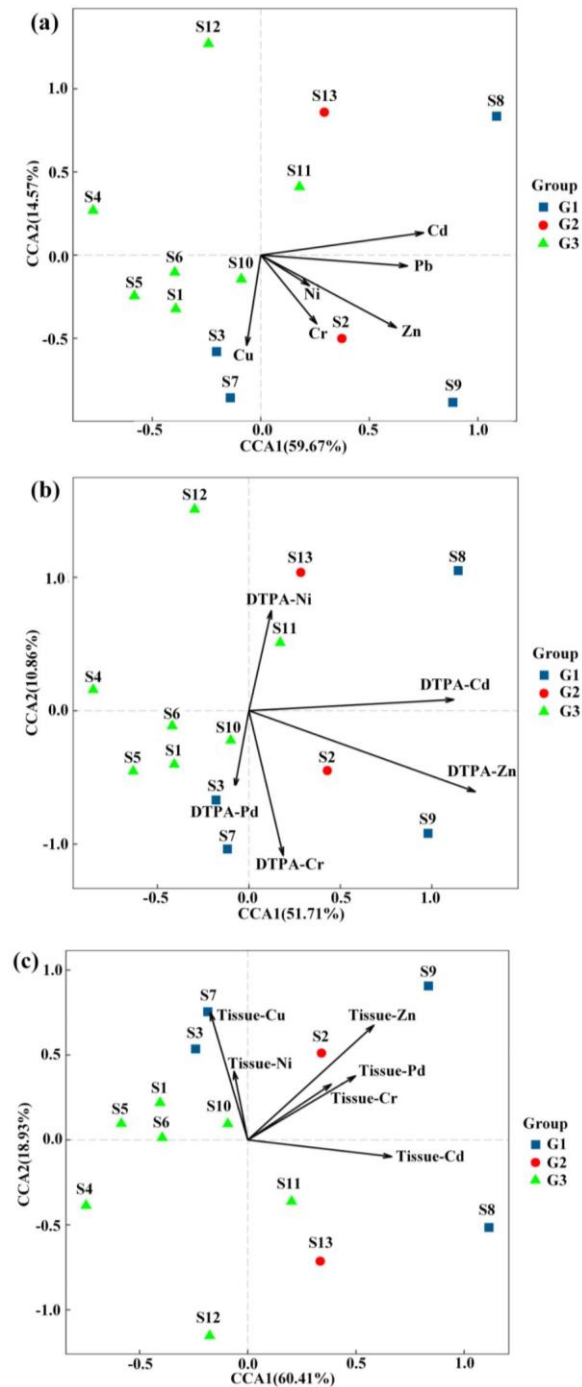 (a)
S12
S13
S8
1.0
Group
G1
G2
G3
S11
0.5
S4
CCA2(14.57%)
Cd
0.0
S6
S10
Pb
S5
S1
Ni
S3
Cr
S2
Zn
-0.5
Cu
S7
S9
-0.5
0.0
0.5
1.0
CCA1(59.67%)
(b)
S12
S13
S8
1.0
DTPA-Ni
S11
Group
G1
G2
G3
S4
DTPA-Cd
CCA2(10.86%)
0.0
S6
S10
S5
S1
S2
DTPA-Zn
S3
DTPA-Pd
S9
-1.0
S7
DTPA-Cr
-0.5
0.0
0.5
1.0
CCA1(51.71%)
(c)
1.0
S9
S7
Tissue-Cu
Tissue-Zn
S3
S2
0.5
Tissue-Ni
Tissue-Pd
S1
Tissue-Cr
S5
S10
S6
CCA2(18.93%)
0.0
Tissue-Cd
Group
G1
G2
G3
S4
S11
S8
-0.5
S13
S12
-1.0
-0.5
0.0
0.5
1.0
CCA1(60.41%)